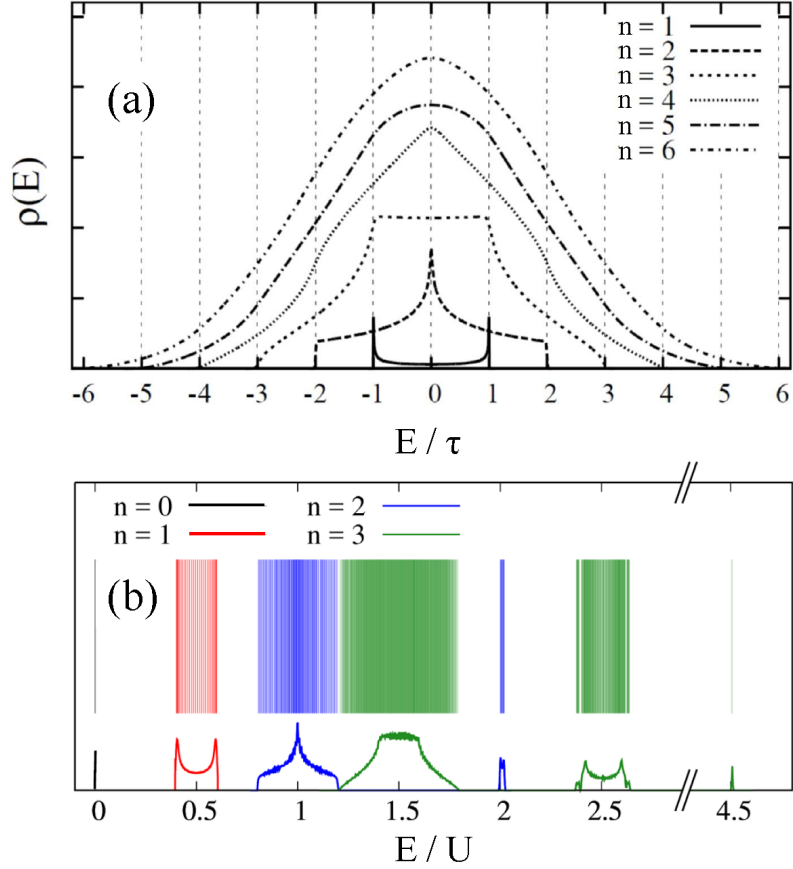 (a)
n = 1
n = 2
n = 3
n = 4
n = 5
n = 6
ρ(E)
-6 -5 -4 -3 -2 -1 0 1 2 3 4 5 6
E / τ
n = 0 n = 2
n = 1 n = 3
(b)
0 0.5 1 1.5 2 2.5 4.5
E / U